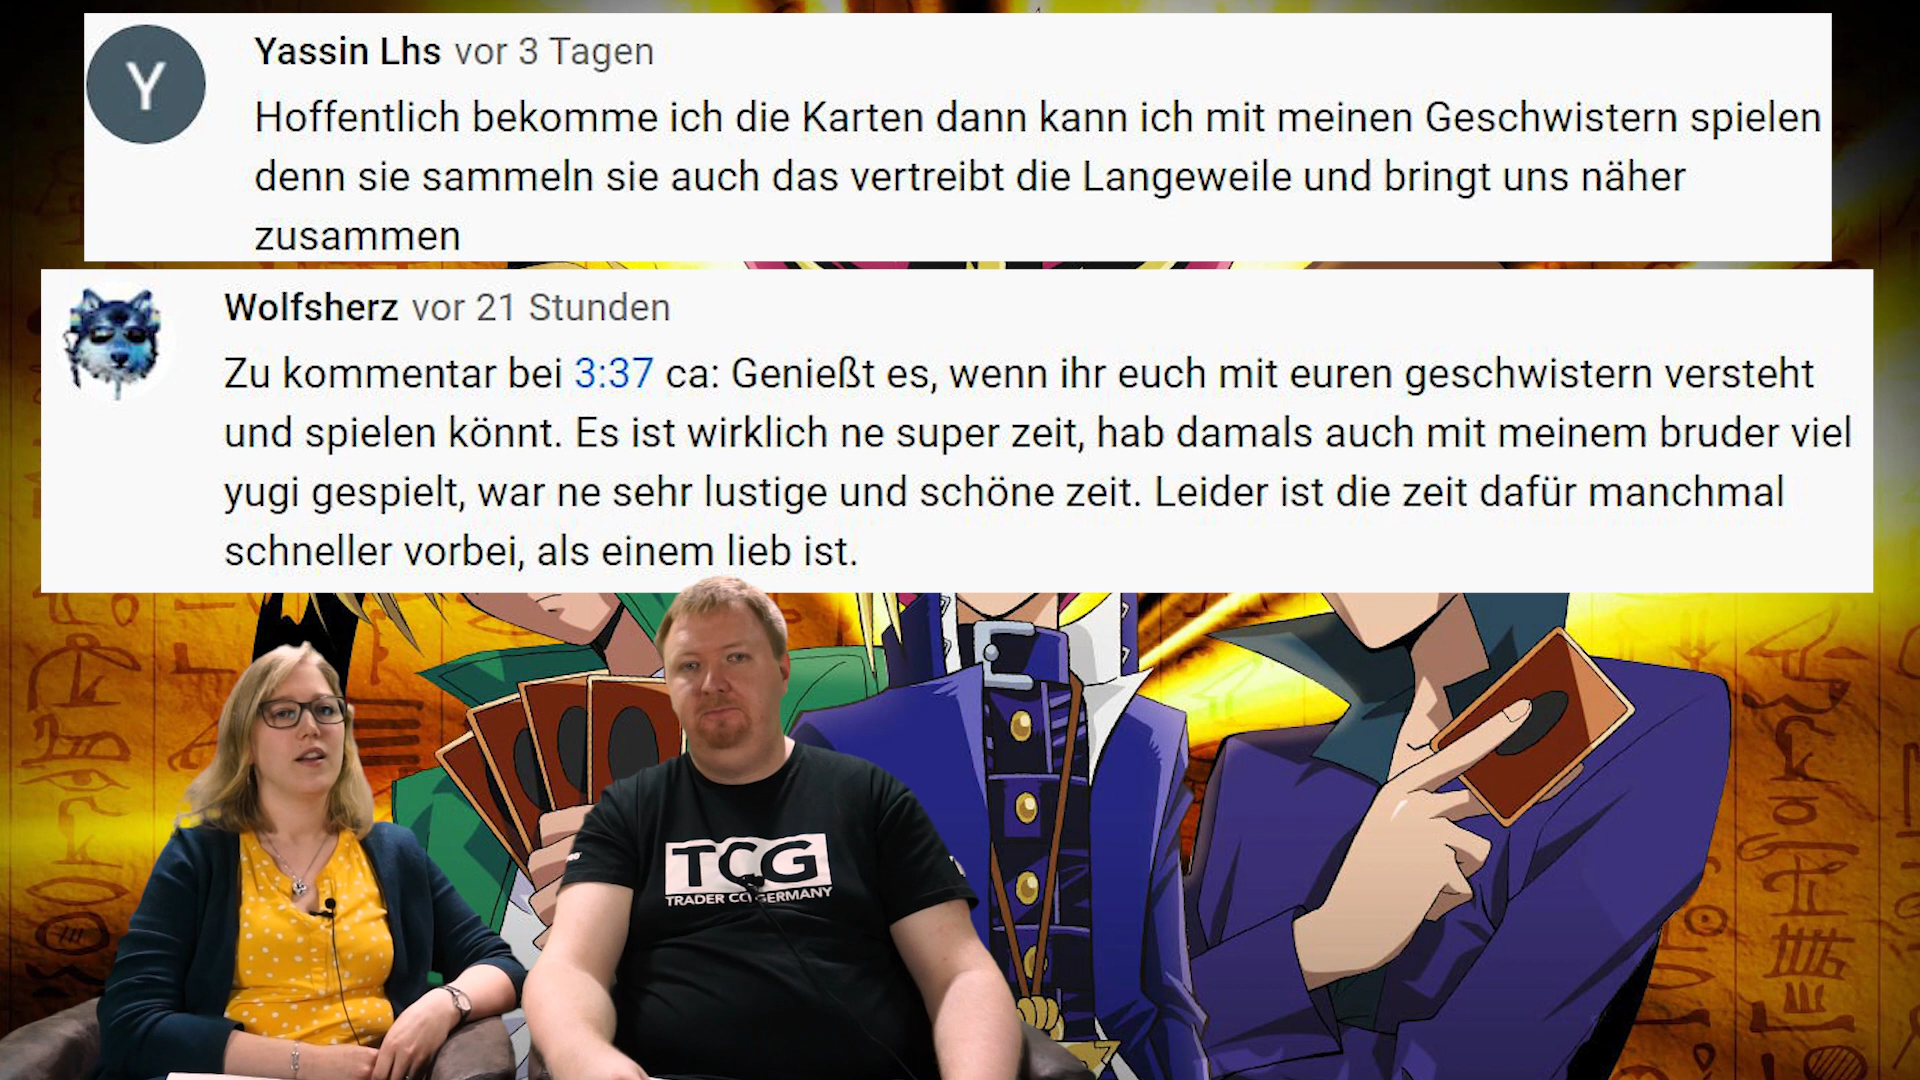 Y
Yassin Lhs vor 3 Tagen
Hoffentlich bekomme ich die Karten dann kann ich mit meinen Geschwistern spielen
denn sie sammeln sie auch das vertreibt die Langeweile und bringt uns näher
zusammen
Wolfsherz vor 21 Stunden
Zu kommentar bei 3:37 ca: Genießt es, wenn ihr euch mit euren geschwistern versteht
und spielen könnt. Es ist wirklich ne super zeit, hab damals auch mit meinem bruder viel
yugi gespielt, war ne sehr lustige und schöne zeit. Leider ist die zeit dafür manchmal
schneller vorbei, als einem lieb ist.
TCG
TRADER GERMANY